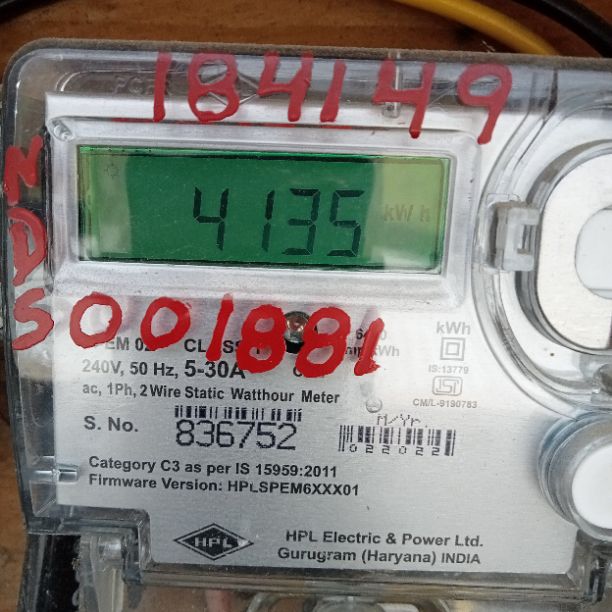 184149
4135 kWh
NDS
001881
kWh
240V, 50 Hz, 5-30A
IS:13779
ac, 1Ph, 2 Wire Static Watthour Meter
CM/L-9190783
S. No. 836752
M/Yr.
022022
Category C3 as per IS 15959:2011
Firmware Version: HPLSPEM6XXX01
HPL
HPL Electric & Power Ltd.
Gurugram (Haryana) INDIA